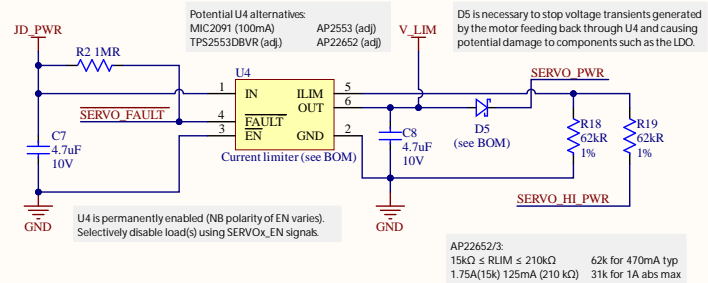 Potential U4 alternatives:
MIC2091 (100mA) AP2553 (adj)
TPS2553DBVR (adj.) AP22652 (adj)
D5 is necessary to stop voltage transients generated
by the motor feeding back through U4 and causing
potential damage to components such as the LDO.
JD_PWR
V_LIM
R2 1MR
U4
SERVO_PWR
1 IN ILIM 5
OUT 6
SERVO_FAULT
4 FAULT
3 EN GND 2
Current limiter (see BOM)
C7
4.7uF
10V
C8
4.7uF
10V
D5
(see BOM)
R18
62kR
1%
R19
62kR
1%
SERVO_HI_PWR
GND
GND
U4 is permanently enabled (NB polarity of EN varies).
Selectively disable load(s) using SERVOx_EN signals.
AP22652/3:
15kΩ ≤ RLIM ≤ 210kΩ 62k for 470mA typ
1.75A(15k) 125mA (210 kΩ) 31k for 1A abs max